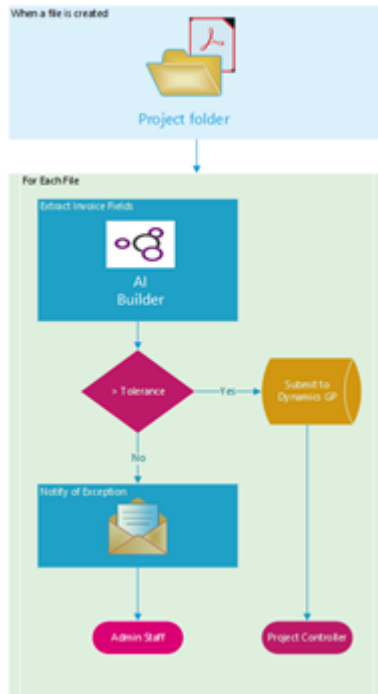 When a file is created
Project folder
For Each File
Extract Invoice Fields
AI
Builder
> Tolerance
Yes
Submit to
Dynamics GP
No
Notify of Exception
Admin Staff
Project Controller